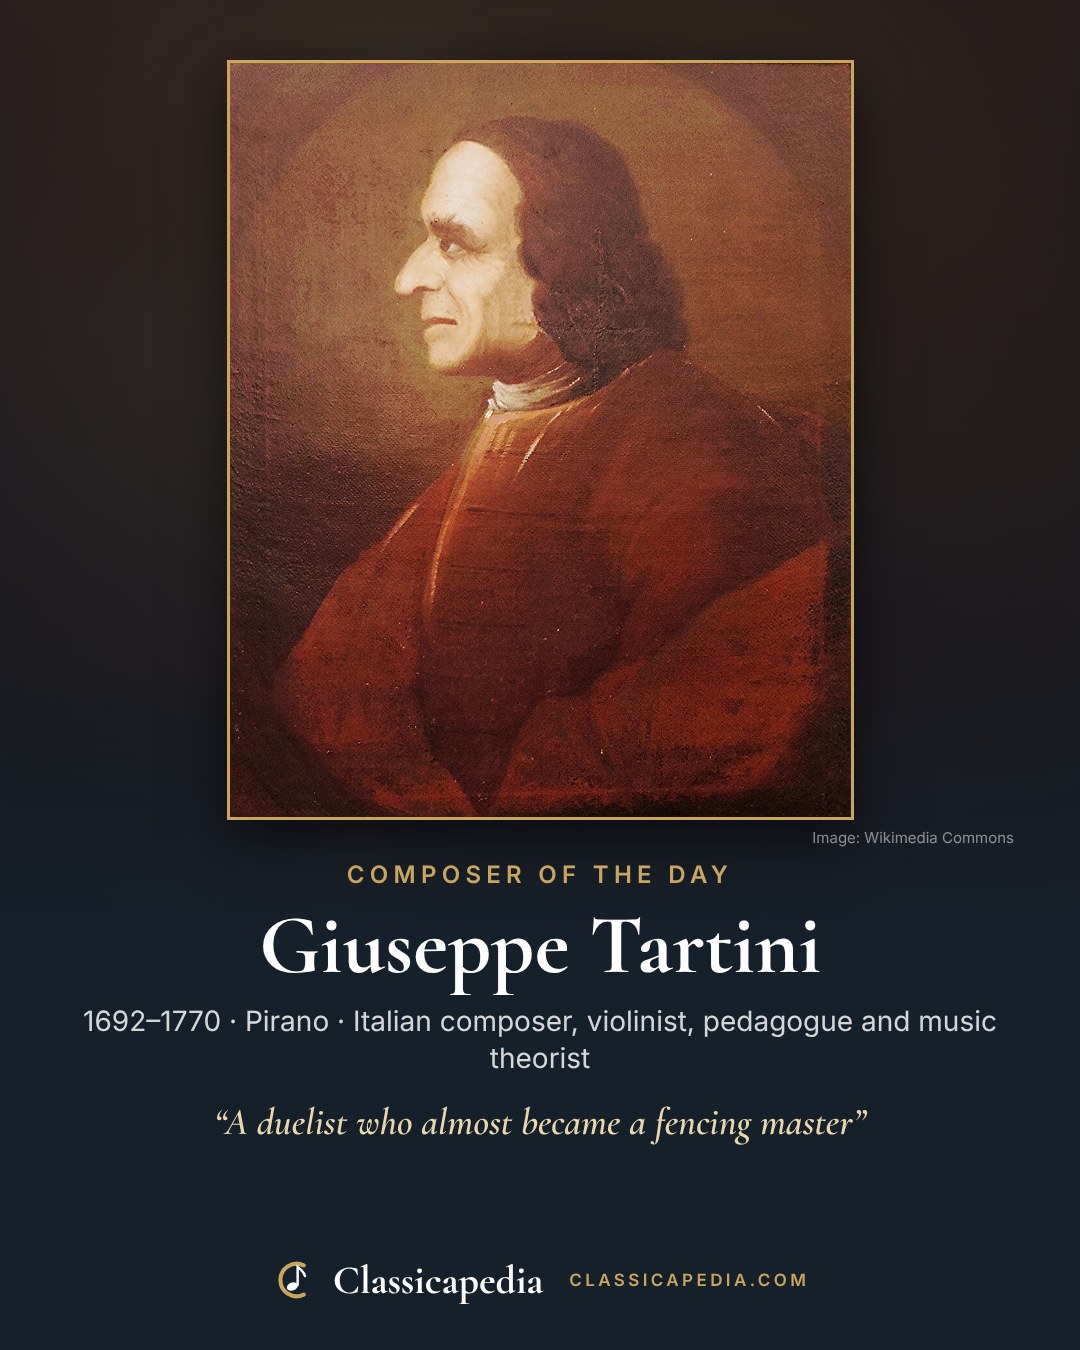 Image: Wikimedia Commons
COMPOSER OF THE DAY
Giuseppe Tartini
1692–1770 · Pirano · Italian composer, violinist, pedagogue and music
theorist
“A duelist who almost became a fencing master”
Classicapedia CLASSICAPEDIA.COM